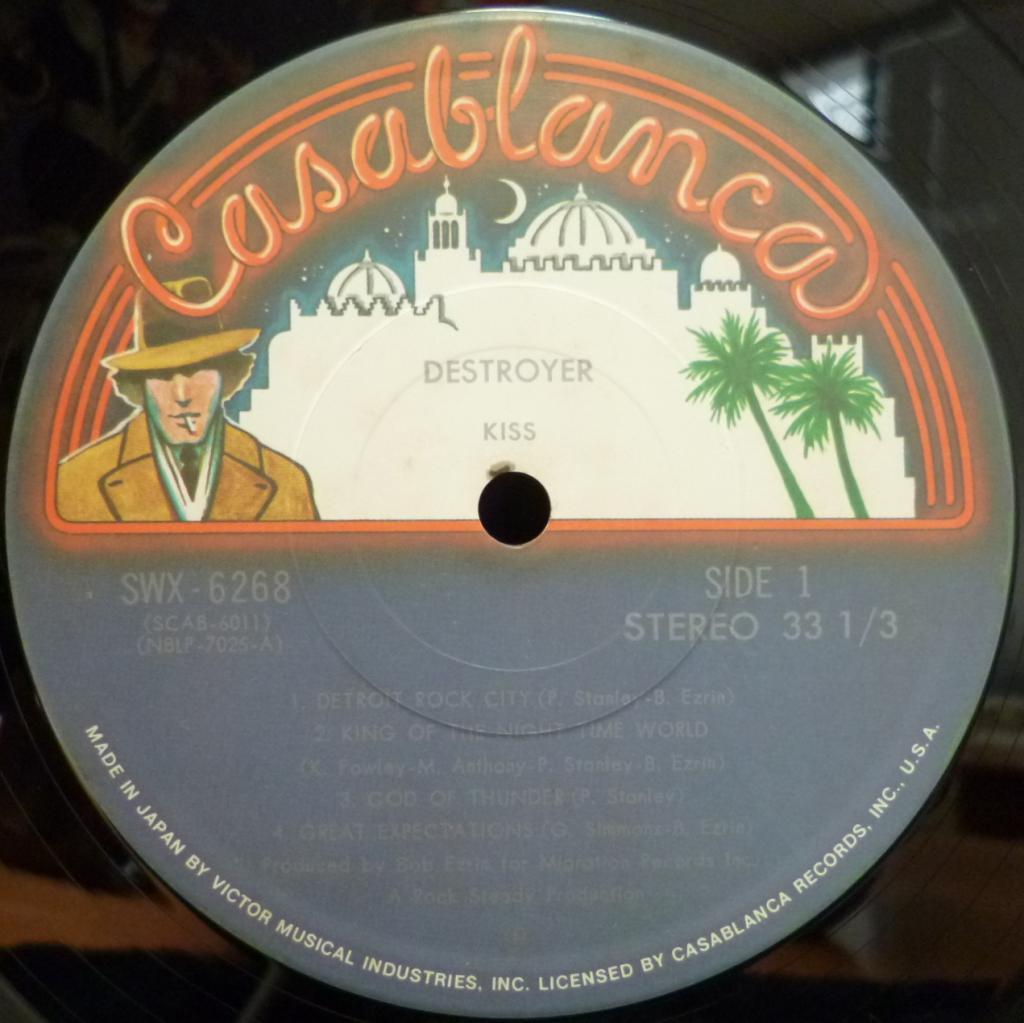 Casablanca
DESTROYER
KISS
SWX-6268
(SCAB-6011)
(NBLP-7025-A)
SIDE 1
STEREO 33 1/3
1. DETROIT ROCK CITY (P. Stanley-B. Ezrin)
2. KING OF THE NIGHT TIME WORLD
(K. Fowley-M. Anthony-P. Stanley-B. Ezrin)
3. GOD OF THUNDER (P. Stanley)
4. GREAT EXPECTATIONS (G. Simmons-B. Ezrin)
Produced by Bob Ezrin for Migration Records Inc.
A Rock Steady Production
MADE IN JAPAN BY VICTOR MUSICAL INDUSTRIES, INC. LICENSED BY CASABLANCA RECORDS, INC., U.S.A.